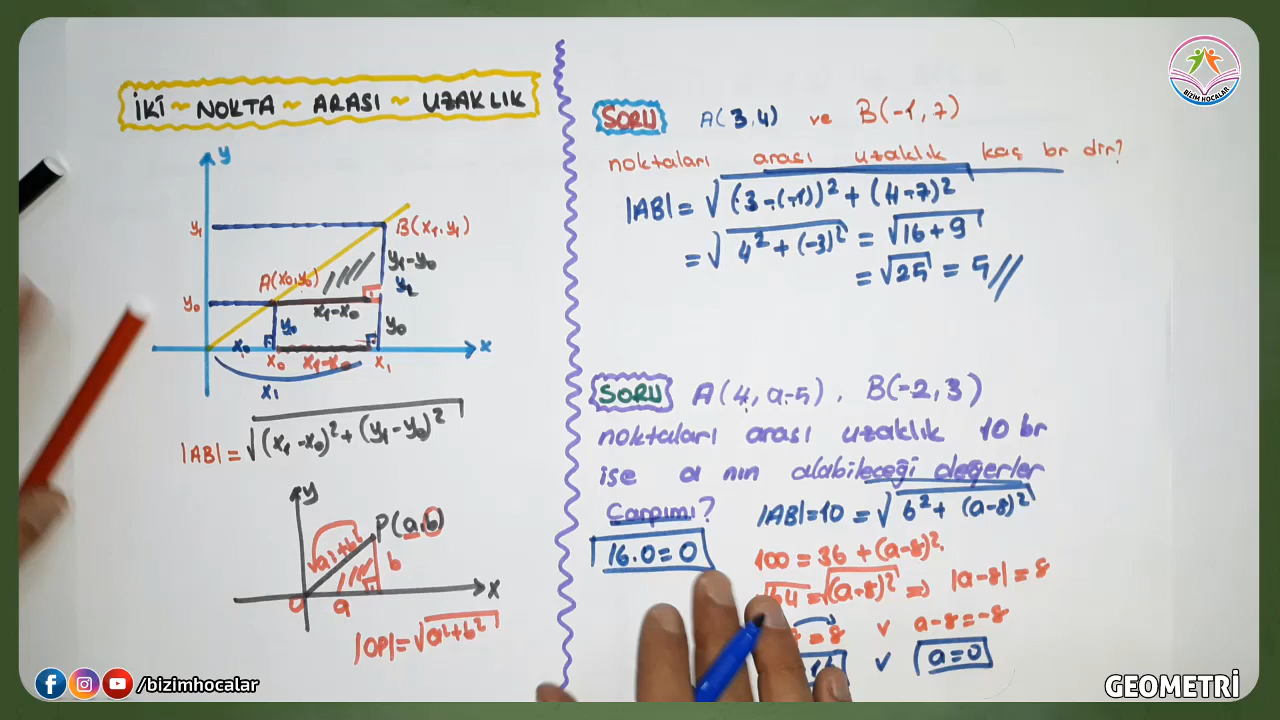 İKİ ~ NOKTA ~ ARASI ~ UZAKLIK
y
y₁
B(x₁,y₁)
y₁-y₀
A(x₀,y₀)
y₂
y₀
x₁-x₀
y₀
y₀
x₀
x
x₀
x₁-x₀
x₁
x₁
|AB| = √(x₁-x₀)²+(y₁-y₀)²
y
P(a,b)
√a²+b²
b
O
a
x
|OP|=√a²+b²
SORU A(3,4) ve B(-1,7)
noktaları arası uzaklık kaç br dir?
|AB| = √(3-(-1))²+(4-7)²
= √4²+(-3)² = √16+9
= √25 = 5//
SORU A(4,a-5), B(-2,3)
noktaları arası uzaklık 10 br
ise a nın alabileceği değerler
Çarpımı?
|AB|=10 = √6²+(a-8)²
16.0=0
100 = 36 + (a-8)²
√64 = √(a-8)² ⇒ |a-8|=8
=8 v a-8=-8
v a=0
BİZİM HOCALAR
/bizimhocalar
GEOMETRİ